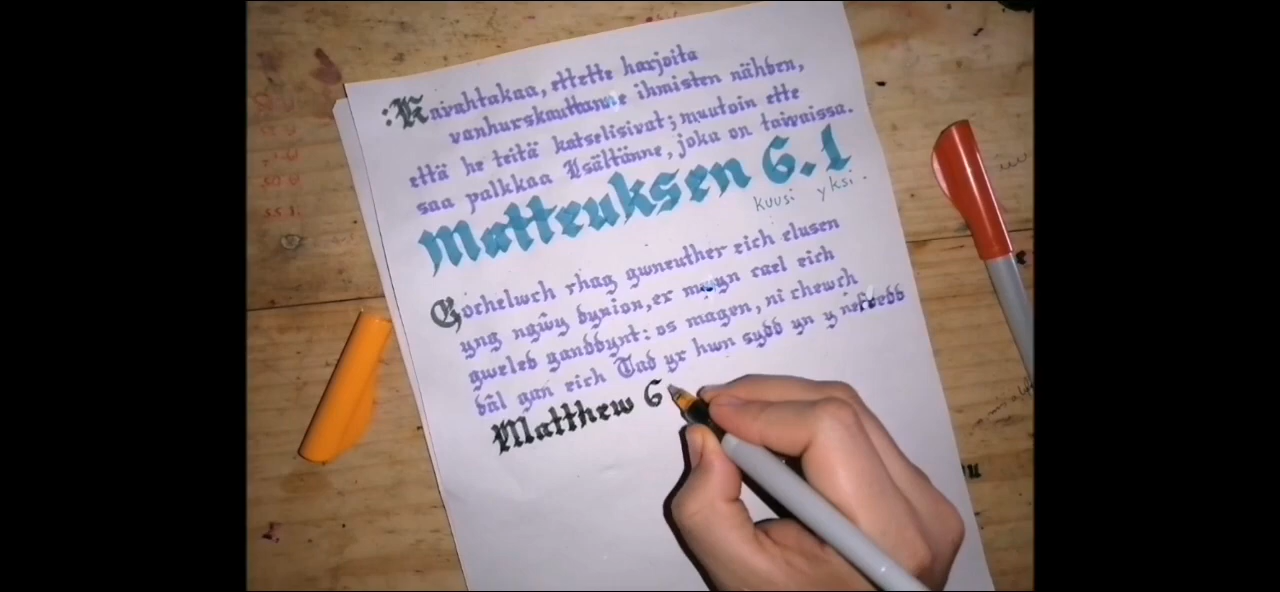 :Kavahtakaa, ettette harjoita
vanhurskauttanne ihmisten nähden,
että he teitä katselisivat; muutoin ette
saa palkkaa Isältänne, joka on taivaissa.
Matteuksen 6.1
kuusi yksi.
Gochelwch rhag gwneuther eich elusen
yng ngŵy dynion, er mwyn cael eich
gweled ganddynt: os magen, ni chewch
dâl gan eich Tad yr hwn sydd yn y nefoedd
Matthew 6